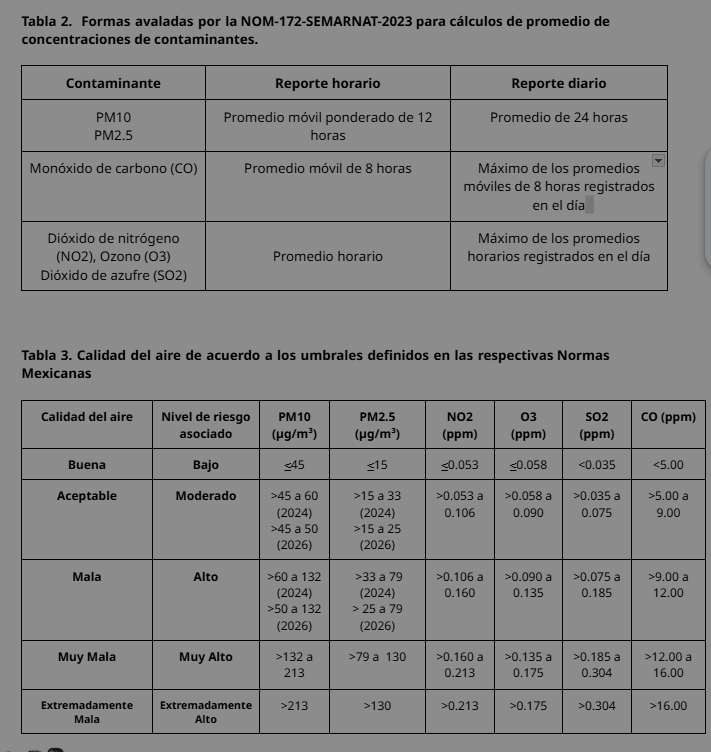 Tabla 2.  Formas avaladas por la NOM-172-SEMARNAT-2023 para cálculos de promedio de
concentraciones de contaminantes.
Contaminante
Reporte horario
Reporte diario
PM10
PM2.5
Promedio móvil ponderado de 12
horas
Promedio de 24 horas
Monóxido de carbono (CO)
Promedio móvil de 8 horas
Máximo de los promedios
móviles de 8 horas registrados
en el día
Dióxido de nitrógeno
(NO2), Ozono (O3)
Dióxido de azufre (SO2)
Promedio horario
Máximo de los promedios
horarios registrados en el día
Tabla 3. Calidad del aire de acuerdo a los umbrales definidos en las respectivas Normas
Mexicanas
Calidad del aire
Nivel de riesgo
asociado
PM10
(µg/m³)
PM2.5
(µg/m³)
NO2
(ppm)
O3
(ppm)
SO2
(ppm)
CO (ppm)
Buena
Bajo
≤45
≤15
≤0.053
≤0.058
<0.035
<5.00
Aceptable
Moderado
>45 a 60
(2024)
>45 a 50
(2026)
>15 a 33
(2024)
>15 a 25
(2026)
>0.053 a
0.106
>0.058 a
0.090
>0.035 a
0.075
>5.00 a
9.00
Mala
Alto
>60 a 132
(2024)
>50 a 132
(2026)
>33 a 79
(2024)
> 25 a 79
(2026)
>0.106 a
0.160
>0.090 a
0.135
>0.075 a
0.185
>9.00 a
12.00
Muy Mala
Muy Alto
>132 a
213
>79 a  130
>0.160 a
0.213
>0.135 a
0.175
>0.185 a
0.304
>12.00 a
16.00
Extremadamente
Mala
Extremadamente
Alto
>213
>130
>0.213
>0.175
>0.304
>16.00